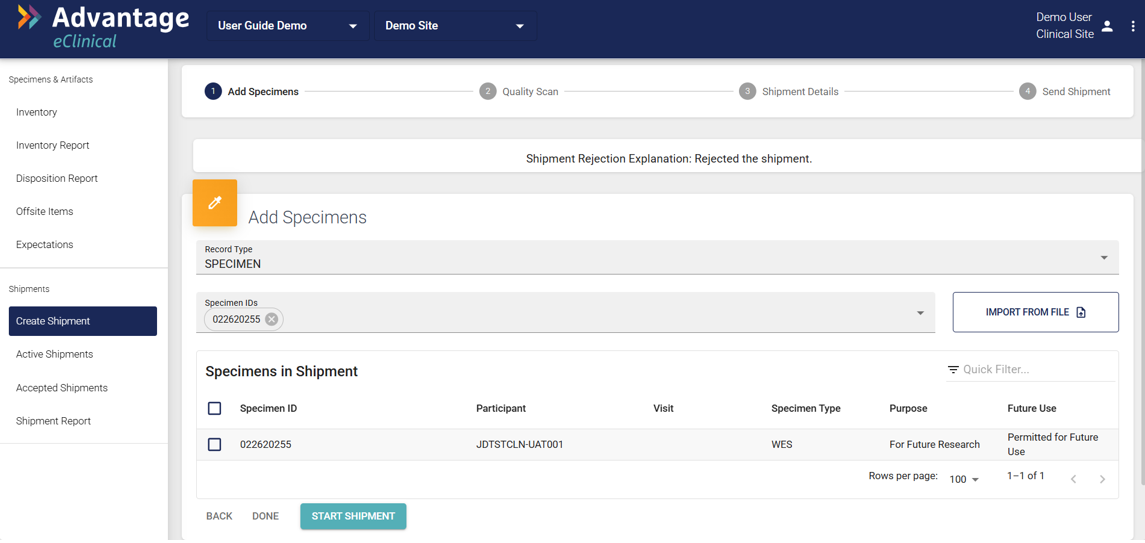 Advantage
eClinical
User Guide Demo
Demo Site
Demo User
Clinical Site
Specimens & Artifacts
Inventory
Inventory Report
Disposition Report
Offsite Items
Expectations
Shipments
Create Shipment
Active Shipments
Accepted Shipments
Shipment Report
1 Add Specimens
2 Quality Scan
3 Shipment Details
4 Send Shipment
Shipment Rejection Explanation: Rejected the shipment.
Add Specimens
Record Type
SPECIMEN
Specimen IDs
022620255
IMPORT FROM FILE
Specimens in Shipment
Quick Filter...
Specimen ID Participant Visit Specimen Type Purpose Future Use
022620255 JDTSTCLN-UAT001 WES For Future Research Permitted for Future
Use
Rows per page: 100 1–1 of 1
BACK DONE START SHIPMENT